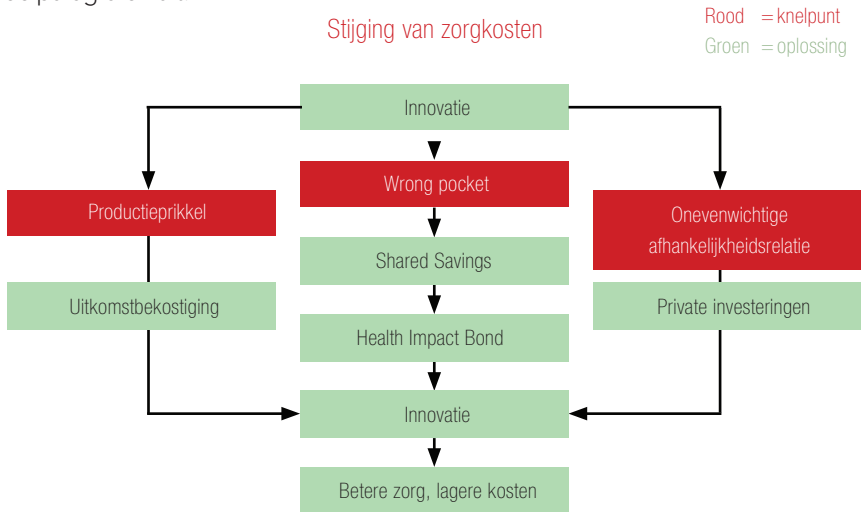 Stijging van zorgkosten
Rood = knelpunt
Groen = oplossing
Innovatie
Productieprikkel
Wrong pocket
Onevenwichtige
afhankelijkheidsrelatie
Shared Savings
Uitkomstbekostiging
Private investeringen
Health Impact Bond
Innovatie
Betere zorg, lagere kosten